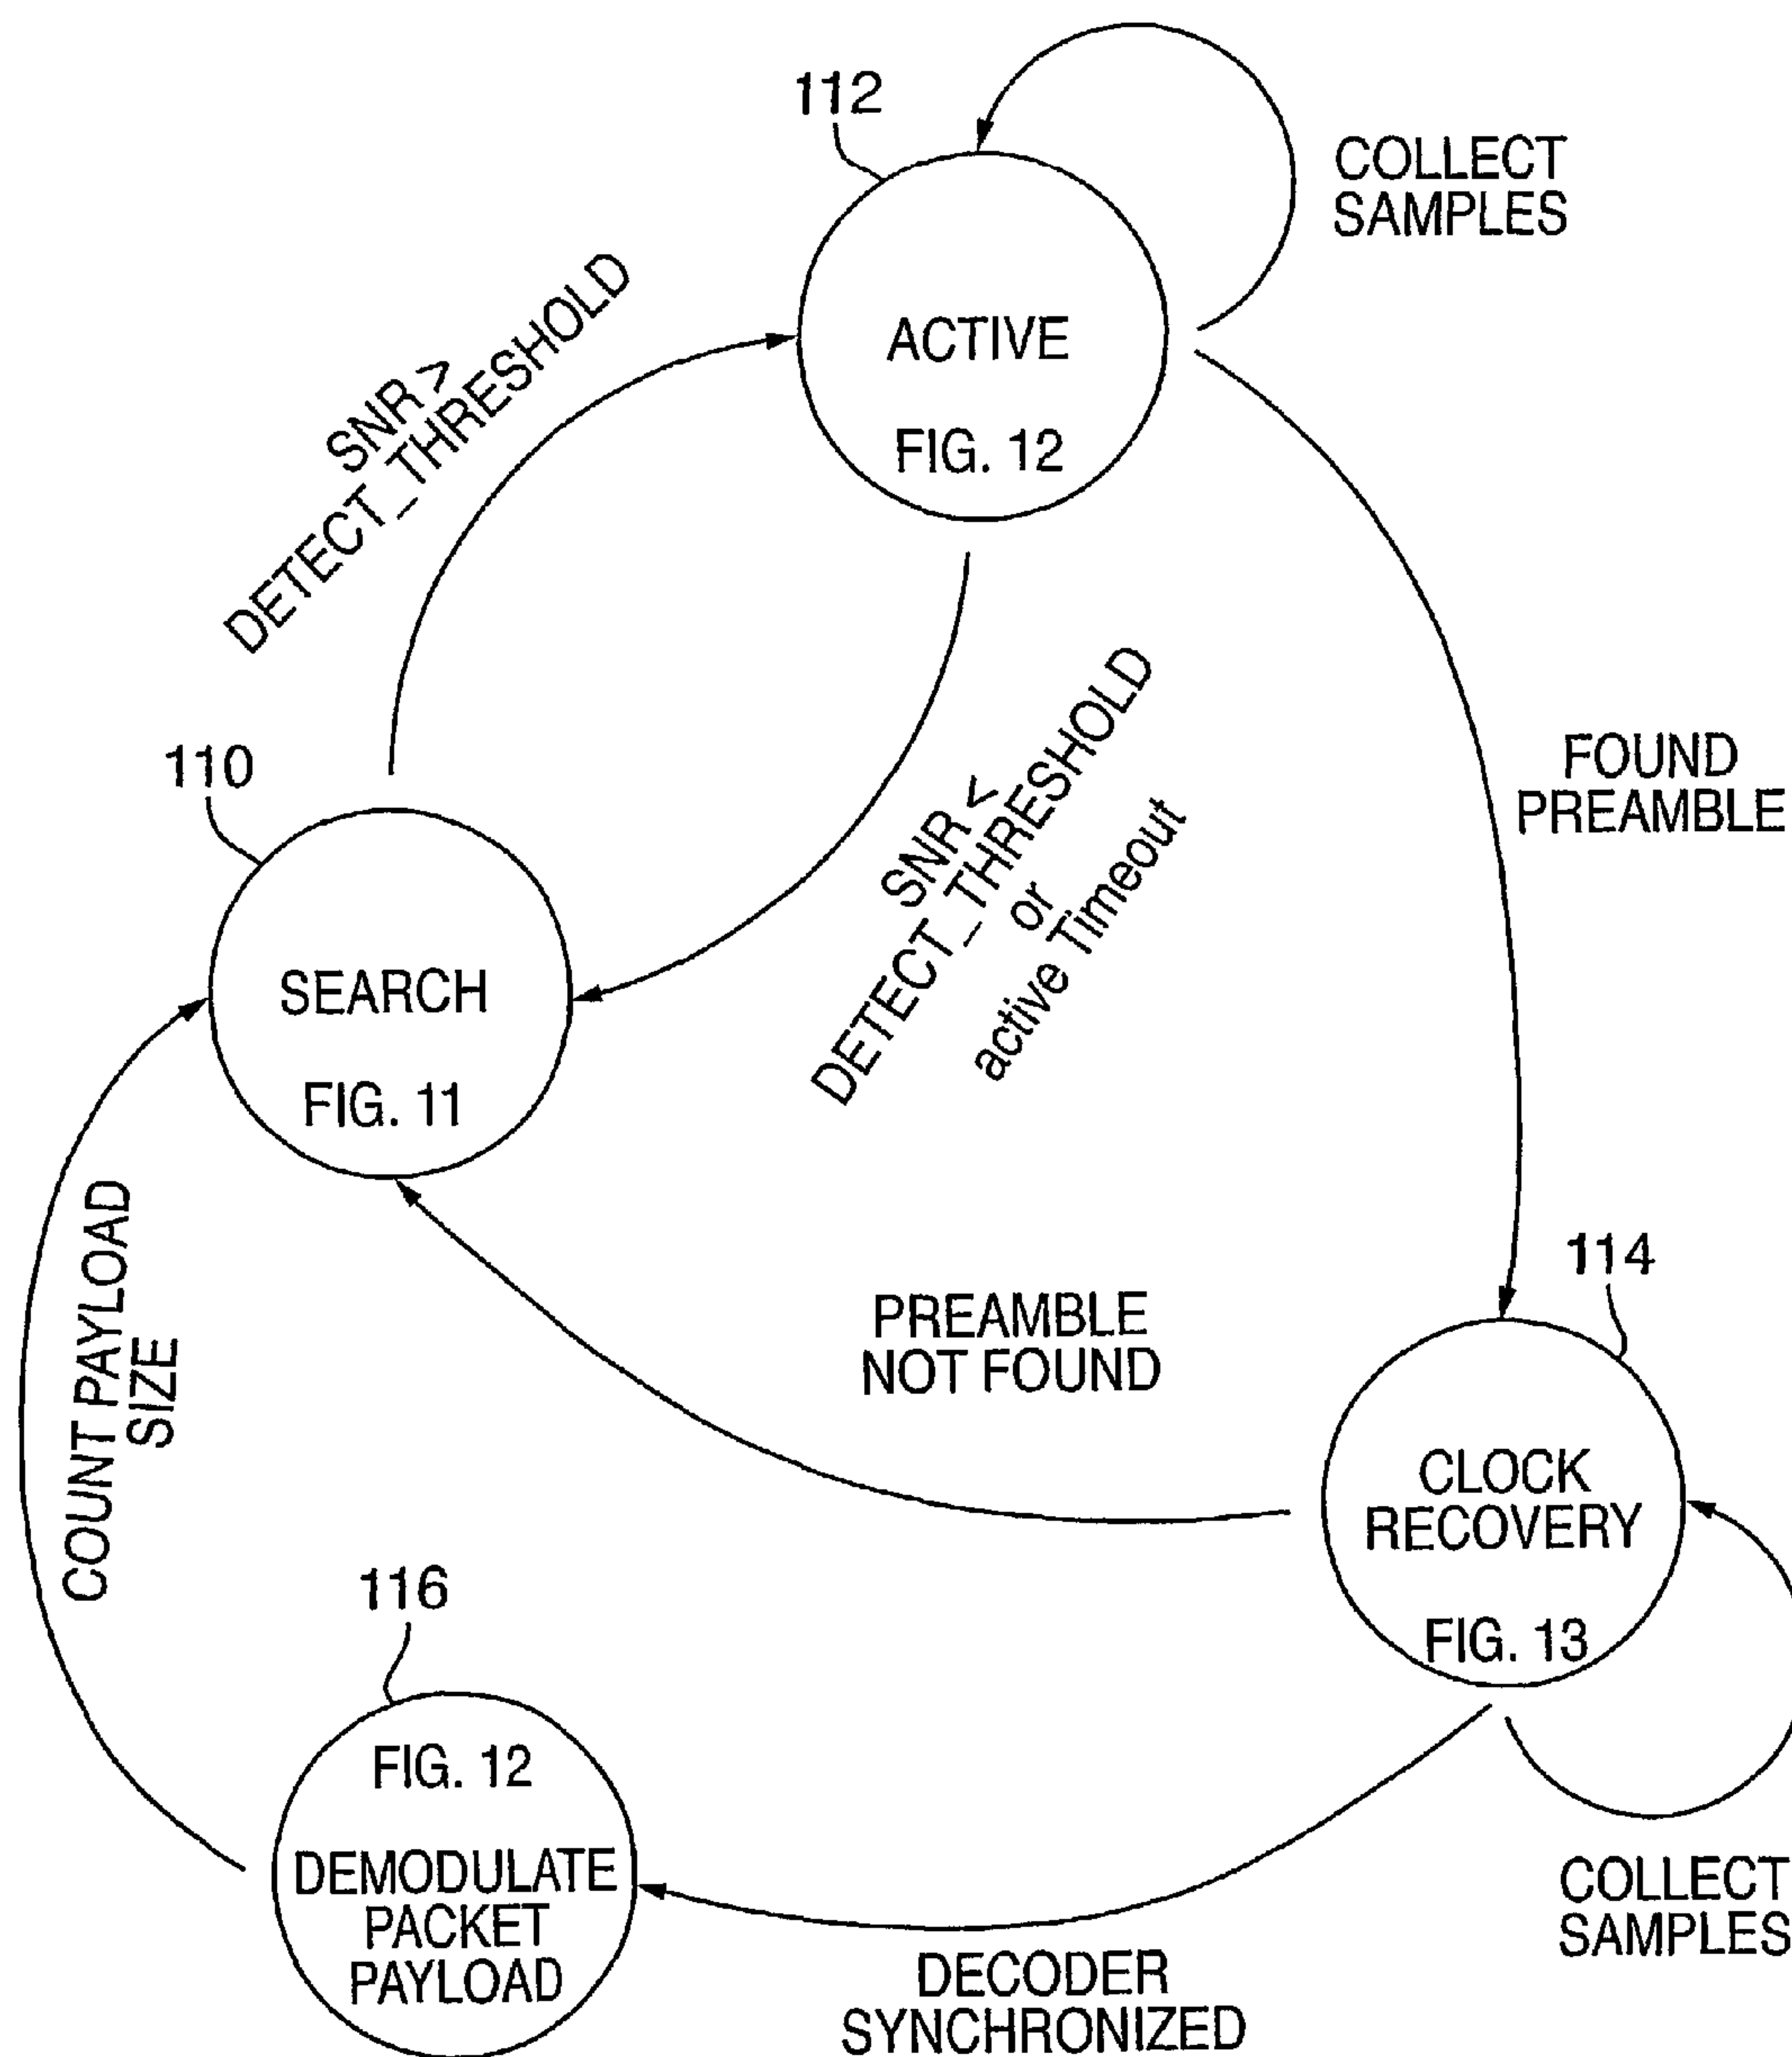 112
COLLECT
SAMPLES
ACTIVE
FIG. 12
SNR >
DETECT_THRESHOLD
110
SNR <
DETECT_THRESHOLD
or
active Timeout
FOUND
PREAMBLE
SEARCH
FIG. 11
COUNT PAYLOAD
SIZE
114
PREAMBLE
NOT FOUND
CLOCK
RECOVERY
FIG. 13
116
FIG. 12
DEMODULATE
PACKET
PAYLOAD
COLLECT
SAMPLES
DECODER
SYNCHRONIZED